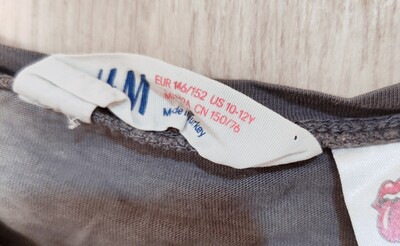 EUR 146/152 US 10-12Y
CN 150/76
Made in Turkey